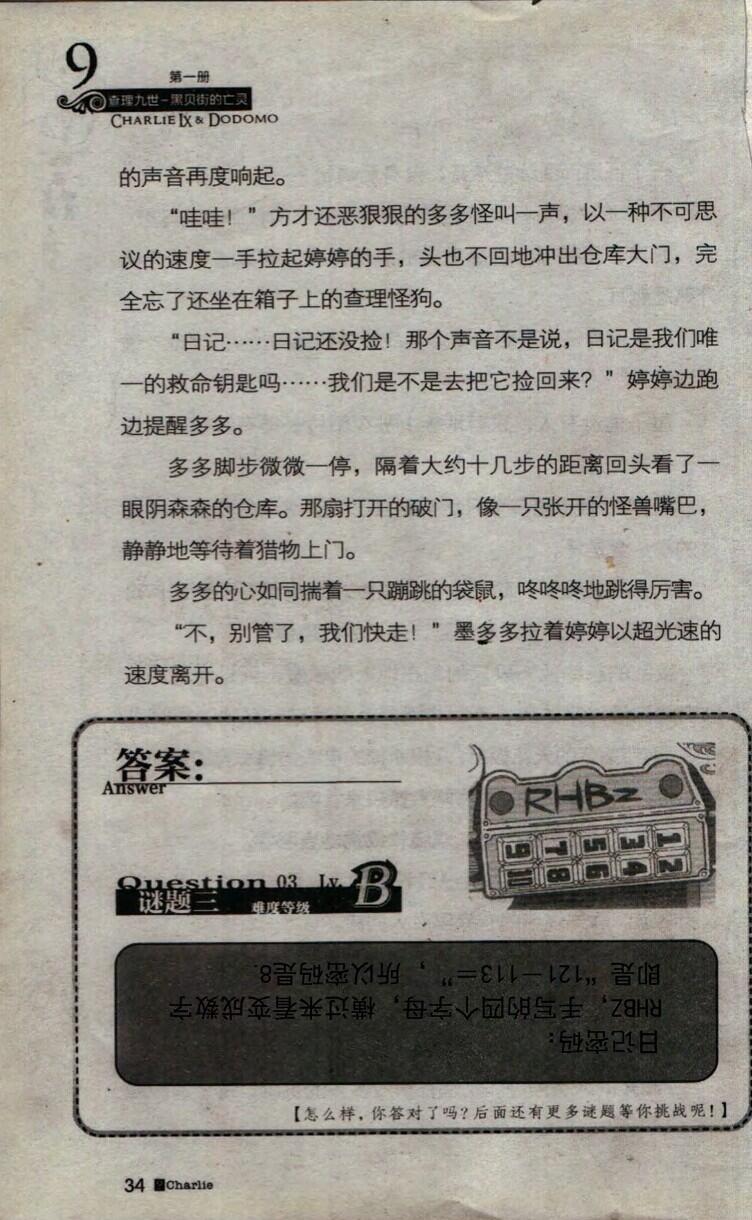 9
第一册
查理九世-黑贝街的亡灵
CHARLIE IX & DODOMO
的声音再度响起。
“哇哇！”方才还恶狠狠的多多怪叫一声，以一种不可思
议的速度一手拉起婷婷的手，头也不回地冲出仓库大门，完
全忘了还坐在箱子上的查理怪狗。
“日记……日记还没捡！那个声音不是说，日记是我们唯
一的救命钥匙吗……我们是不是去把它捡回来？”婷婷边跑
边提醒多多。
多多脚步微微一停，隔着大约十几步的距离回头看了一
眼阴森森的仓库。那扇打开的破门，像一只张开的怪兽嘴巴，
静静地等待着猎物上门。
多多的心如同揣着一只蹦跳的袋鼠，咚咚咚地跳得厉害。
“不，别管了，我们快走！”墨多多拉着婷婷以超光速的
速度离开。
答案：
Answer
RHBz
1 3 5 7 9
2 4 6 8 10
Question 03 Lv. B
谜题三 难度等级
日记密码：
RHBZ，手写的四个字母，横过来看变成数字
即是“121－113＝”，所以密码是8.
【怎么样，你答对了吗？后面还有更多谜题等你挑战呢！】
34 Charlie